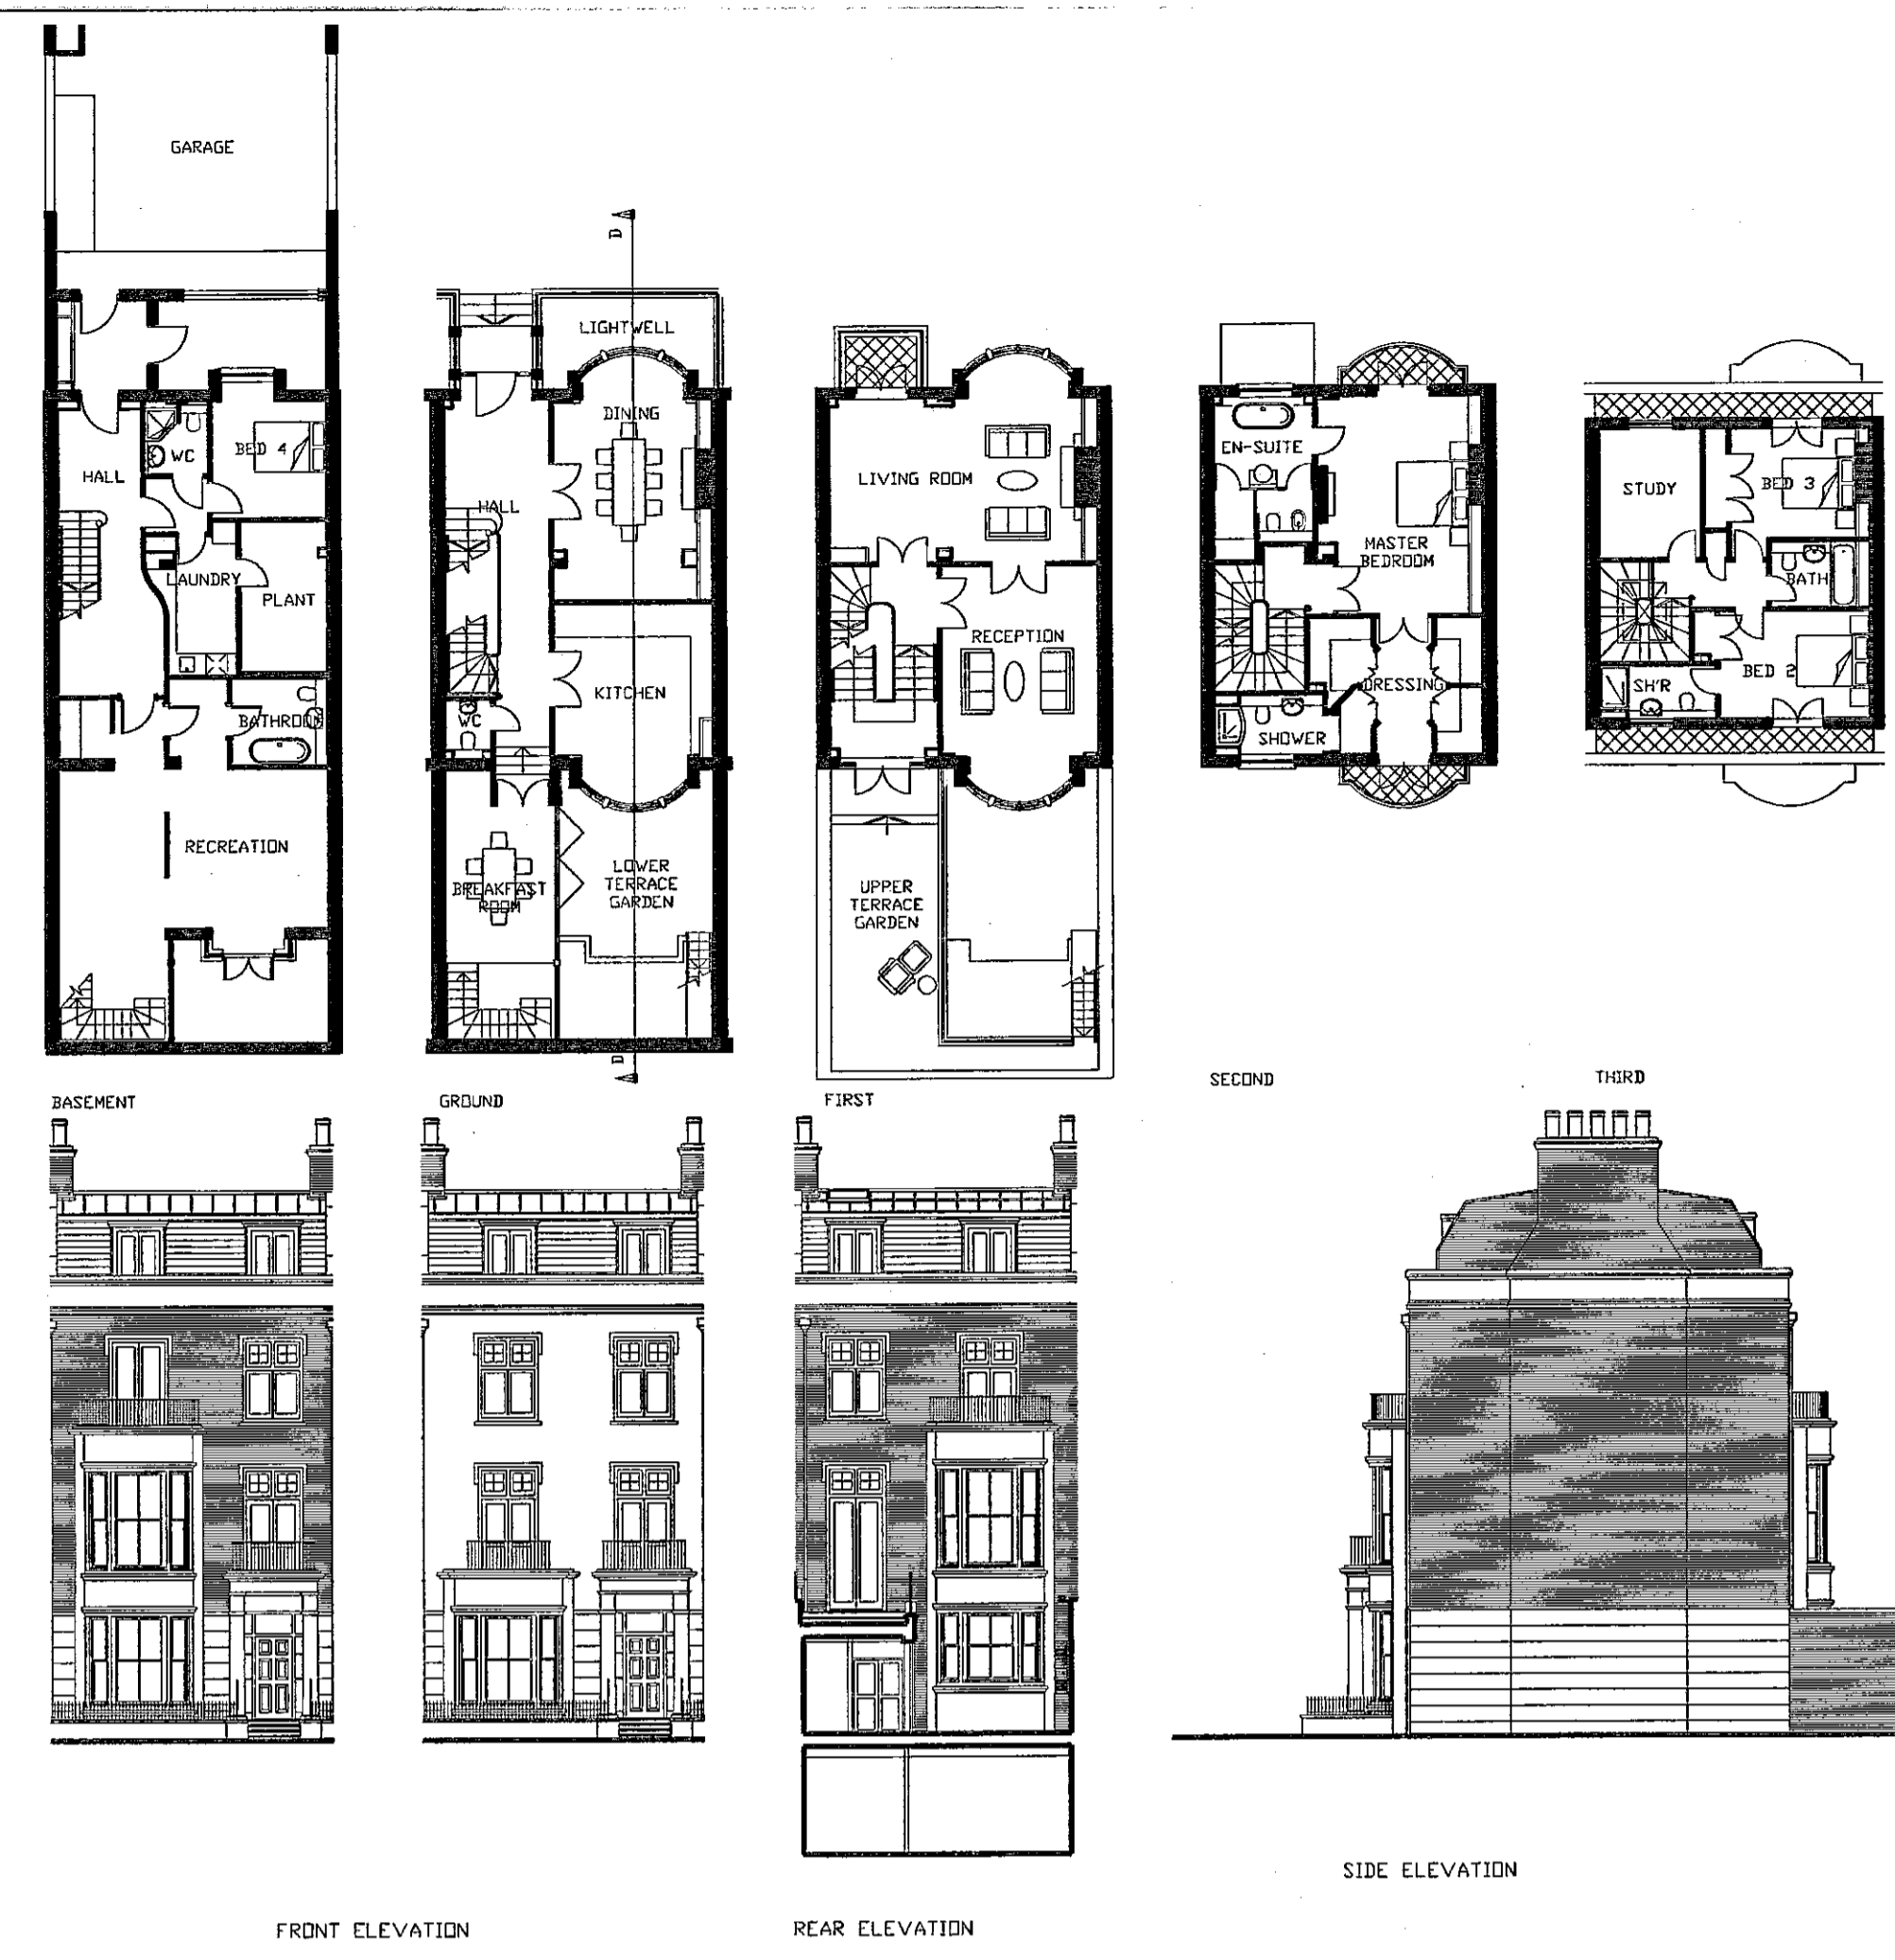 GARAGE
HALL
WC
BED 4
LAUNDRY
PLANT
BATHROOM
RECREATION
BASEMENT
D
LIGHTWELL
DINING
HALL
KITCHEN
WC
BREAKFAST
ROOM
LOWER
TERRACE
GARDEN
D
GROUND
LIVING ROOM
RECEPTION
UPPER
TERRACE
GARDEN
FIRST
EN-SUITE
MASTER
BEDROOM
DRESSING
SHOWER
SECOND
STUDY
BED 3
BATH
BED 2
SH'R
THIRD
FRONT ELEVATION
REAR ELEVATION
SIDE ELEVATION